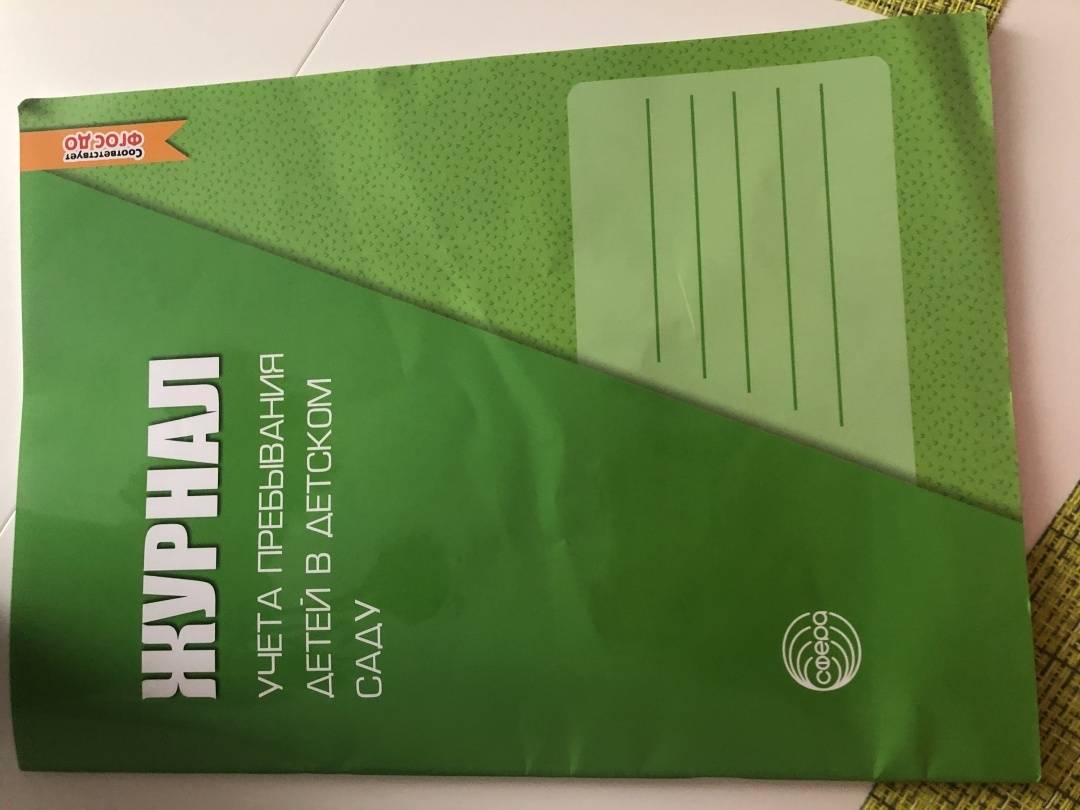 Соответствует
ФГОС ДО
ЖУРНАЛ
УЧЕТА ПРЕБЫВАНИЯ
ДЕТЕЙ В ДЕТСКОМ
САДУ
сфера